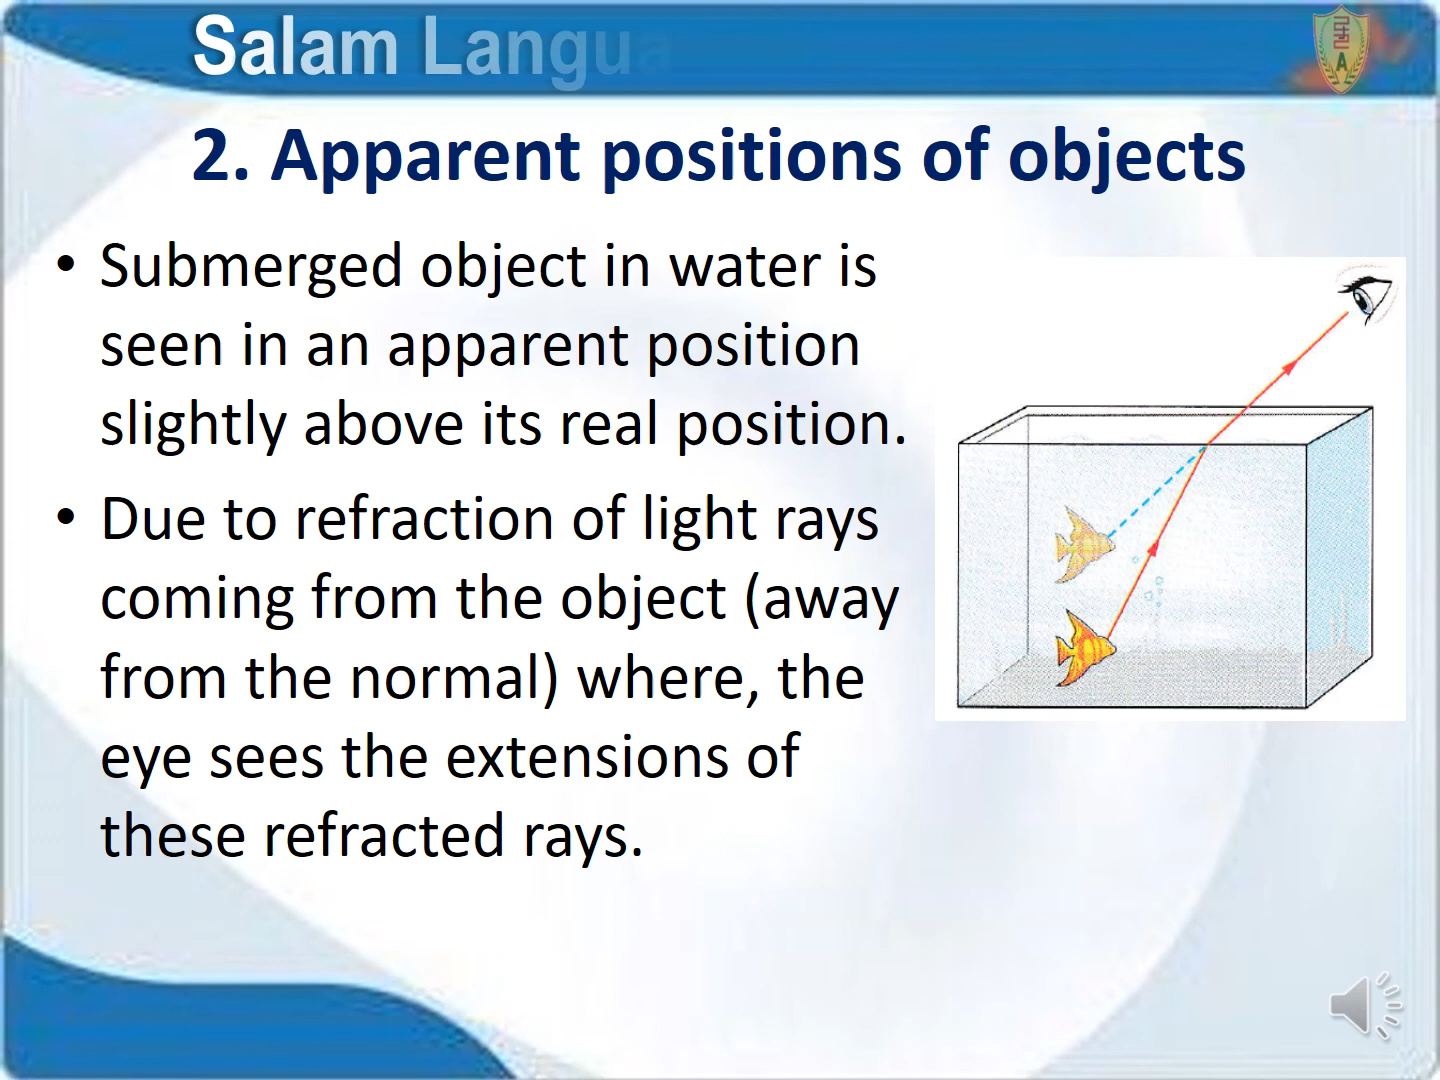 Salam Langua
2. Apparent positions of objects
• Submerged object in water is
seen in an apparent position
slightly above its real position.
• Due to refraction of light rays
coming from the object (away
from the normal) where, the
eye sees the extensions of
these refracted rays.